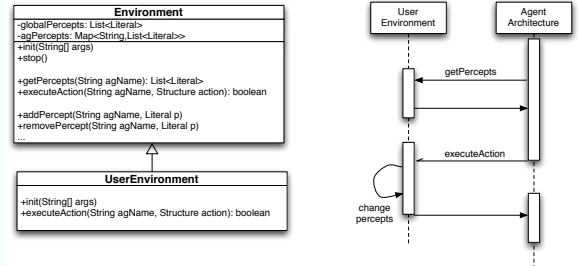 Environment
-globalPercepts: List<Literal>
-agPercepts: Map<String,List<Literal>>
+init(String[] args)
+stop()
+getPercepts(String agName): List<Literal>
+executeAction(String agName, Structure action): boolean
+addPercept(String agName, Literal p)
+removePercept(String agName, Literal p)
...
UserEnvironment
+init(String[] args)
+executeAction(String agName, Structure action): boolean
User
Environment
Agent
Architecture
getPercepts
executeAction
change
percepts